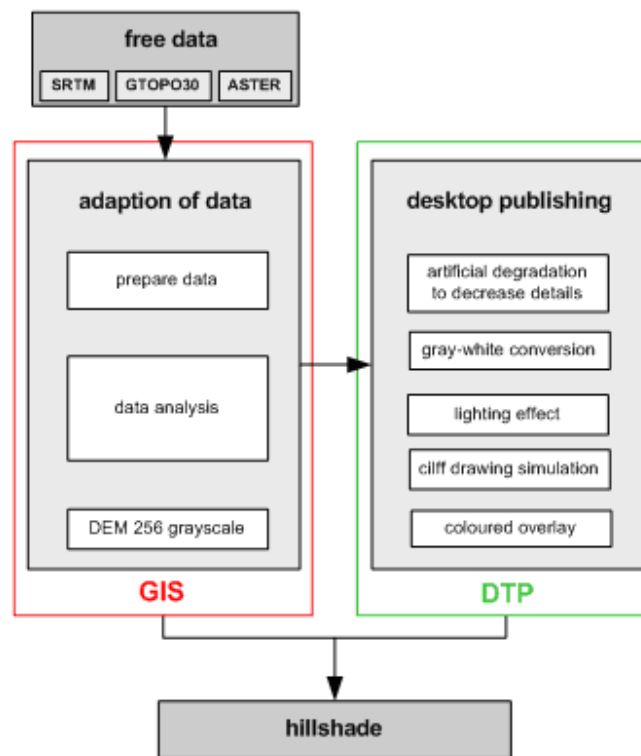 free data
SRTM GTOPO30 ASTER
adaption of data
prepare data
data analysis
DEM 256 grayscale
GIS
desktop publishing
artificial degradation
to decrease details
gray-white conversion
lighting effect
cilff drawing simulation
coloured overlay
DTP
hillshade